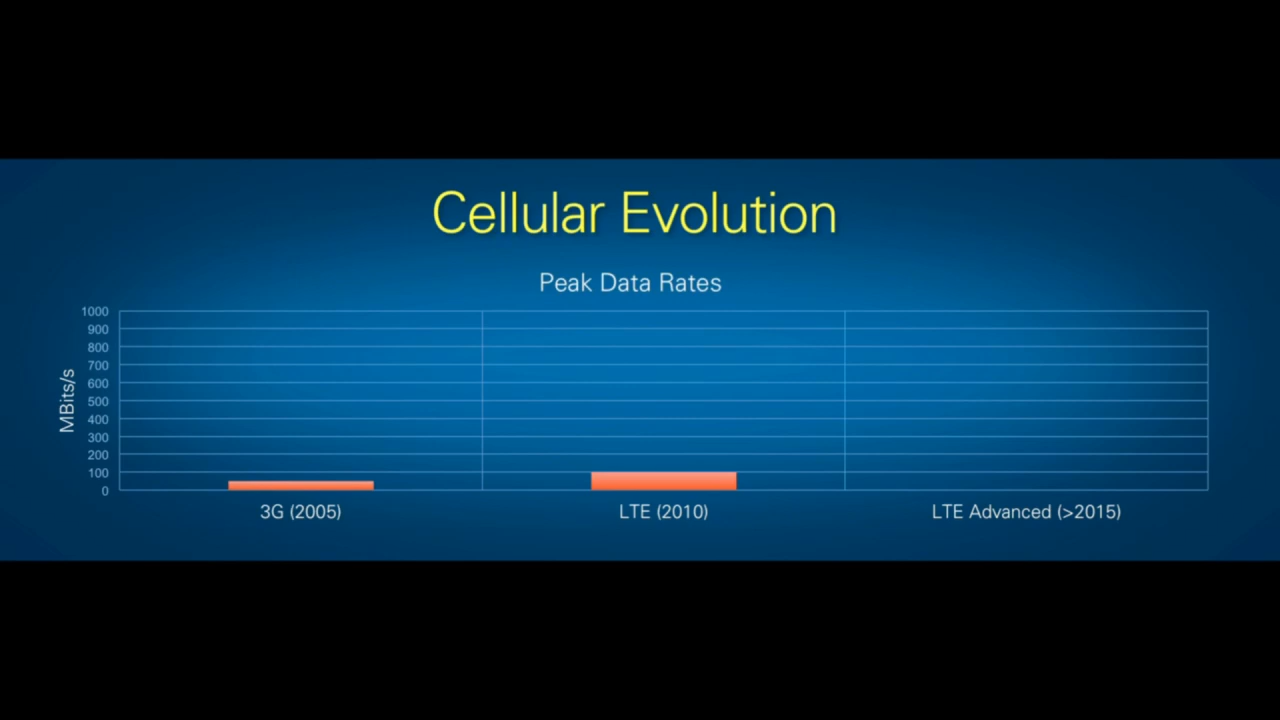 Cellular Evolution
Peak Data Rates
MBits/s
1000
900
800
700
600
500
400
300
200
100
0
3G (2005)
LTE (2010)
LTE Advanced (>2015)